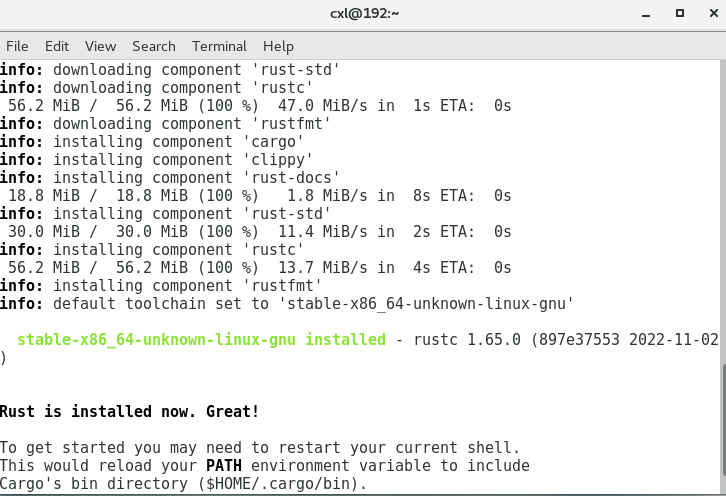 cxl@192:~
File Edit View Search Terminal Help
info: downloading component 'rust-std'
info: downloading component 'rustc'
 56.2 MiB /  56.2 MiB (100 %)  47.0 MiB/s in  1s ETA:  0s
info: downloading component 'rustfmt'
info: installing component 'cargo'
info: installing component 'clippy'
info: installing component 'rust-docs'
 18.8 MiB /  18.8 MiB (100 %)   1.8 MiB/s in  8s ETA:  0s
info: installing component 'rust-std'
 30.0 MiB /  30.0 MiB (100 %)  11.4 MiB/s in  2s ETA:  0s
info: installing component 'rustc'
 56.2 MiB /  56.2 MiB (100 %)  13.7 MiB/s in  4s ETA:  0s
info: installing component 'rustfmt'
info: default toolchain set to 'stable-x86_64-unknown-linux-gnu'
  stable-x86_64-unknown-linux-gnu installed - rustc 1.65.0 (897e37553 2022-11-02
)
Rust is installed now. Great!
To get started you may need to restart your current shell.
This would reload your PATH environment variable to include
Cargo's bin directory ($HOME/.cargo/bin).